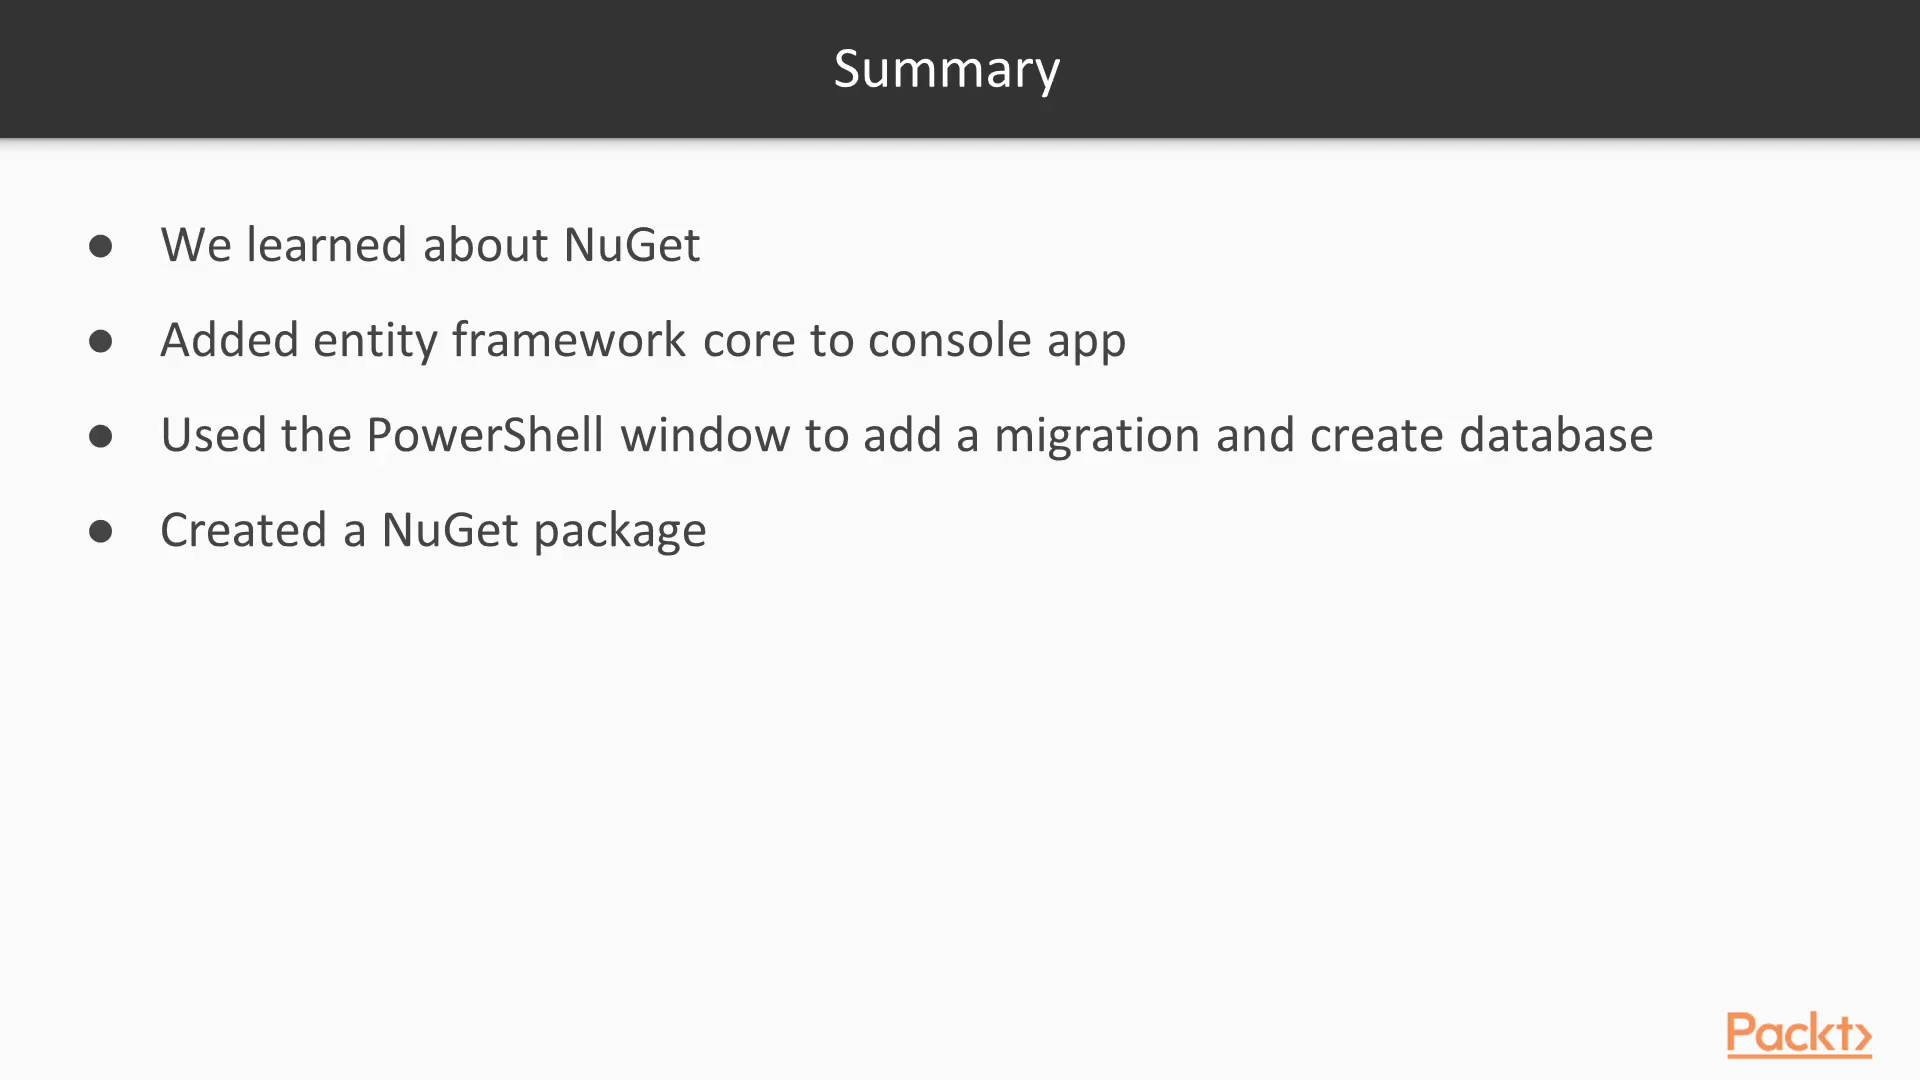 Summary
● We learned about NuGet
● Added entity framework core to console app
● Used the PowerShell window to add a migration and create database
● Created a NuGet package
Packt>